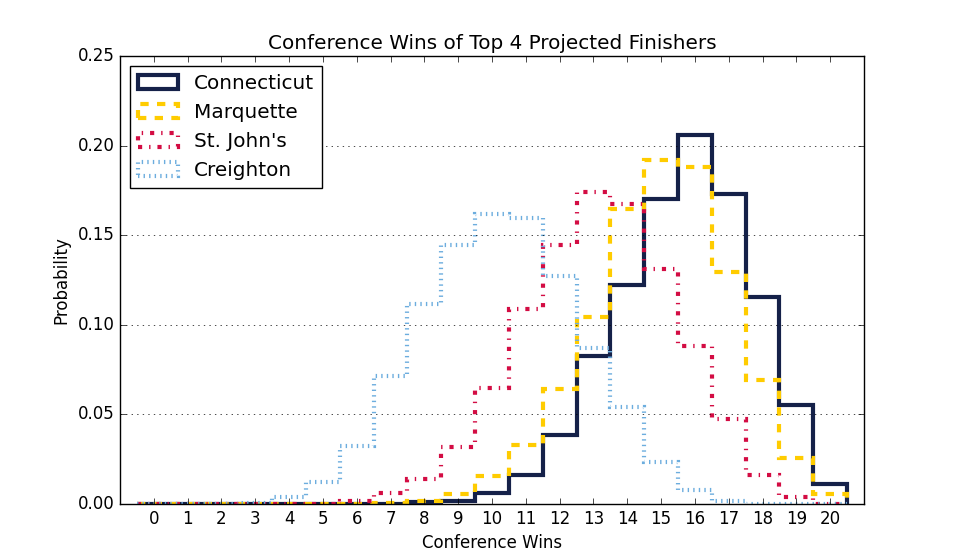 Conference Wins of Top 4 Projected Finishers
Connecticut
Marquette
St. John's
Creighton
Probability
0.25
0.20
0.15
0.10
0.05
0.00
0 1 2 3 4 5 6 7 8 9 10 11 12 13 14 15 16 17 18 19 20
Conference Wins